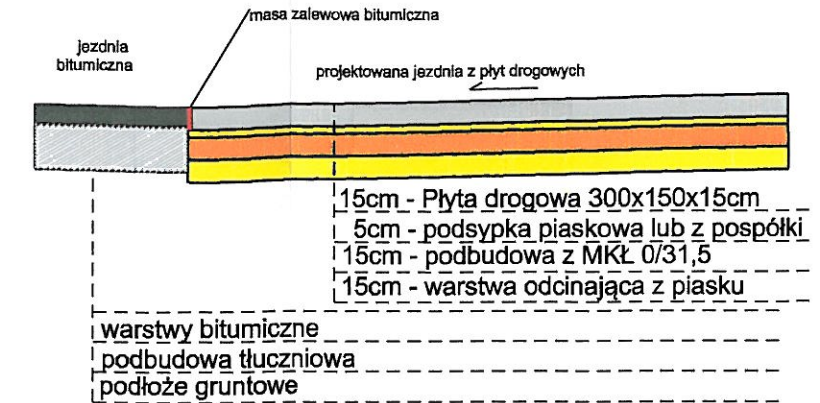 masa zalewowa bitumiczna
jezdnia
bitumiczna
projektowana jezdnia z płyt drogowych
15cm - Płyta drogowa 300x150x15cm
5cm - podsypka piaskowa lub z pospółki
15cm - podbudowa z MKŁ 0/31,5
15cm - warstwa odcinająca z piasku
warstwy bitumiczne
podbudowa tłuczniowa
podłoże gruntowe